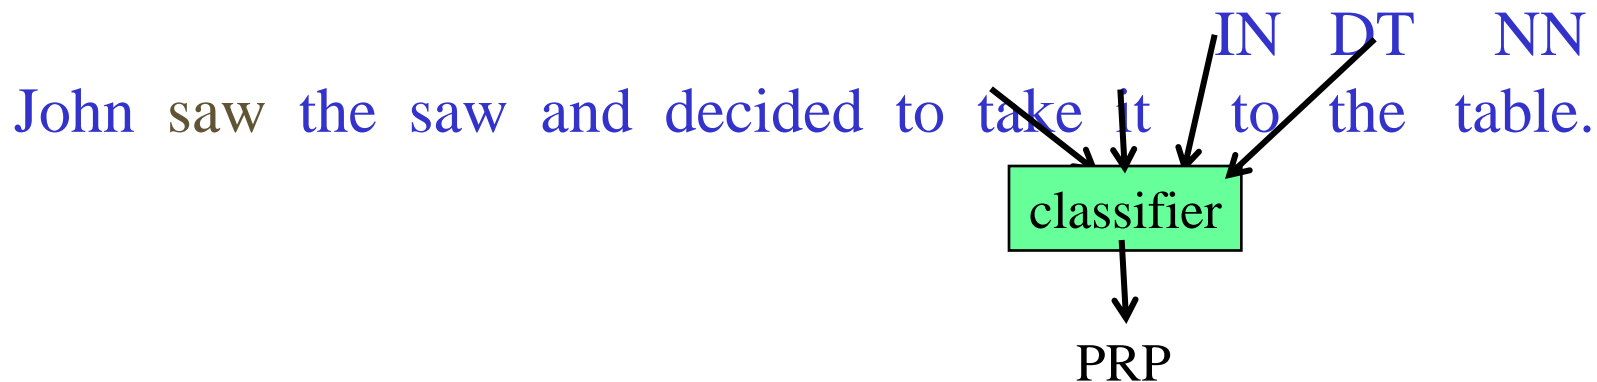 IN DT NN
John saw the saw and decided to take it to the table.
classifier
PRP